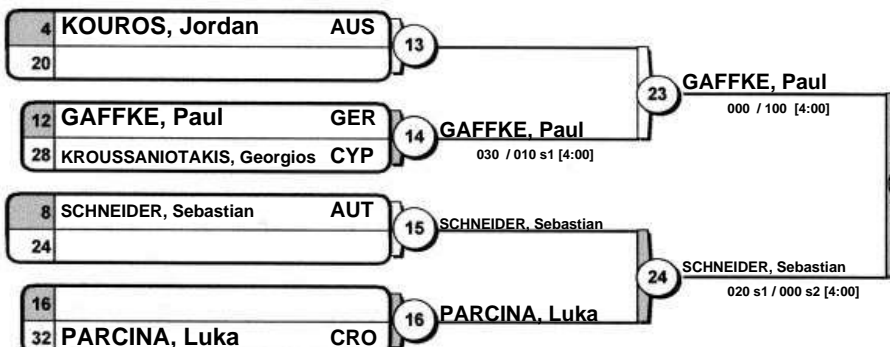 4 KOUROS, Jordan AUS
20
13
12 GAFFKE, Paul GER
28 KROUSSANIOTAKIS, Georgios CYP
14
GAFFKE, Paul
030 / 010 s1 [4:00]
23
GAFFKE, Paul
000 / 100 [4:00]
8 SCHNEIDER, Sebastian AUT
24
15
SCHNEIDER, Sebastian
16
32 PARCINA, Luka CRO
16
PARCINA, Luka
24
SCHNEIDER, Sebastian
020 s1 / 000 s2 [4:00]